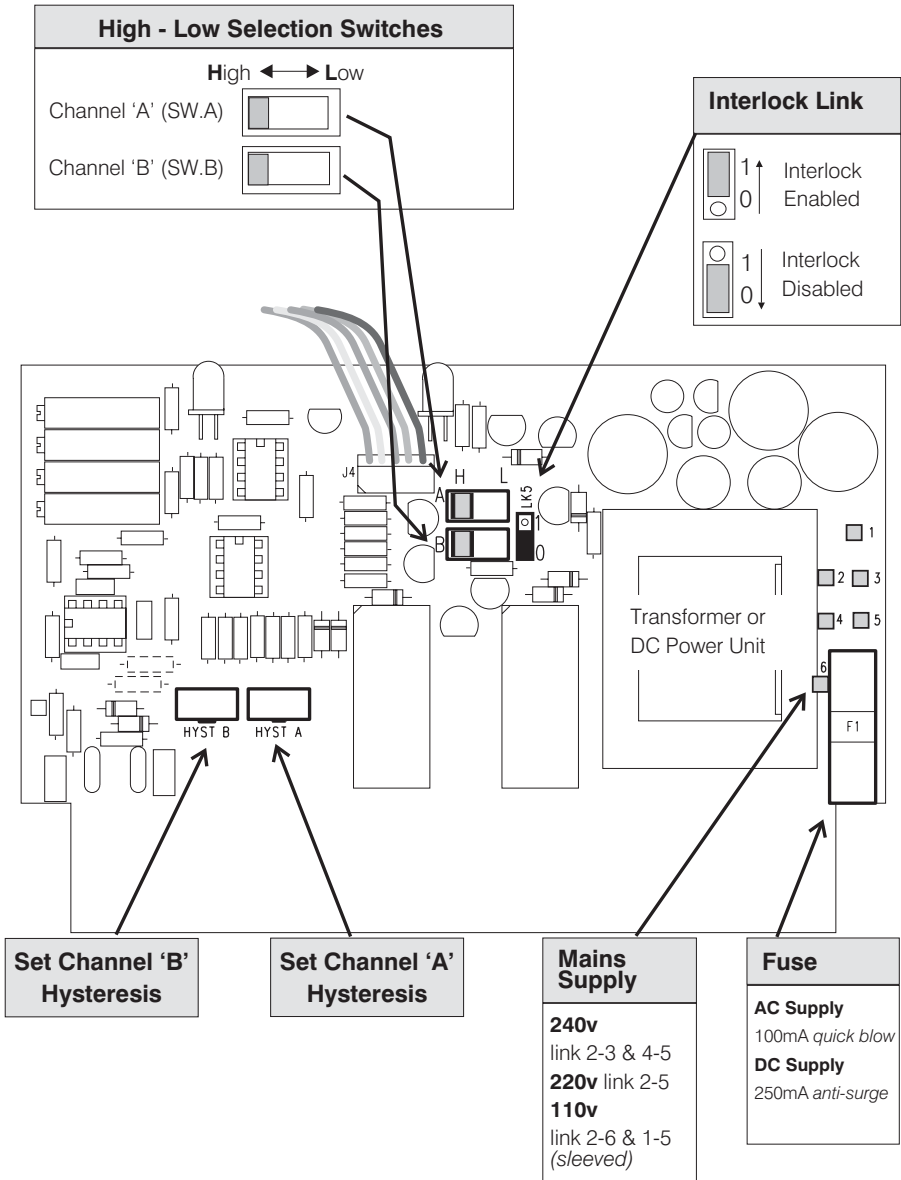 High - Low Selection Switches
High Low
Channel ‘A’ (SW.A)
Channel ‘B’ (SW.B)
Interlock Link
1
0
Interlock
Enabled
1
0
Interlock
Disabled
J4
H
L
A
B
LK5
1
0
1
2
3
4
5
6
Transformer or
DC Power Unit
F1
HYST B
HYST A
Set Channel ‘B’
Hysteresis
Set Channel ‘A’
Hysteresis
Mains
Supply
240v
link 2-3 & 4-5
220v link 2-5
110v
link 2-6 & 1-5
(sleeved)
Fuse
AC Supply
100mA quick blow
DC Supply
250mA anti-surge